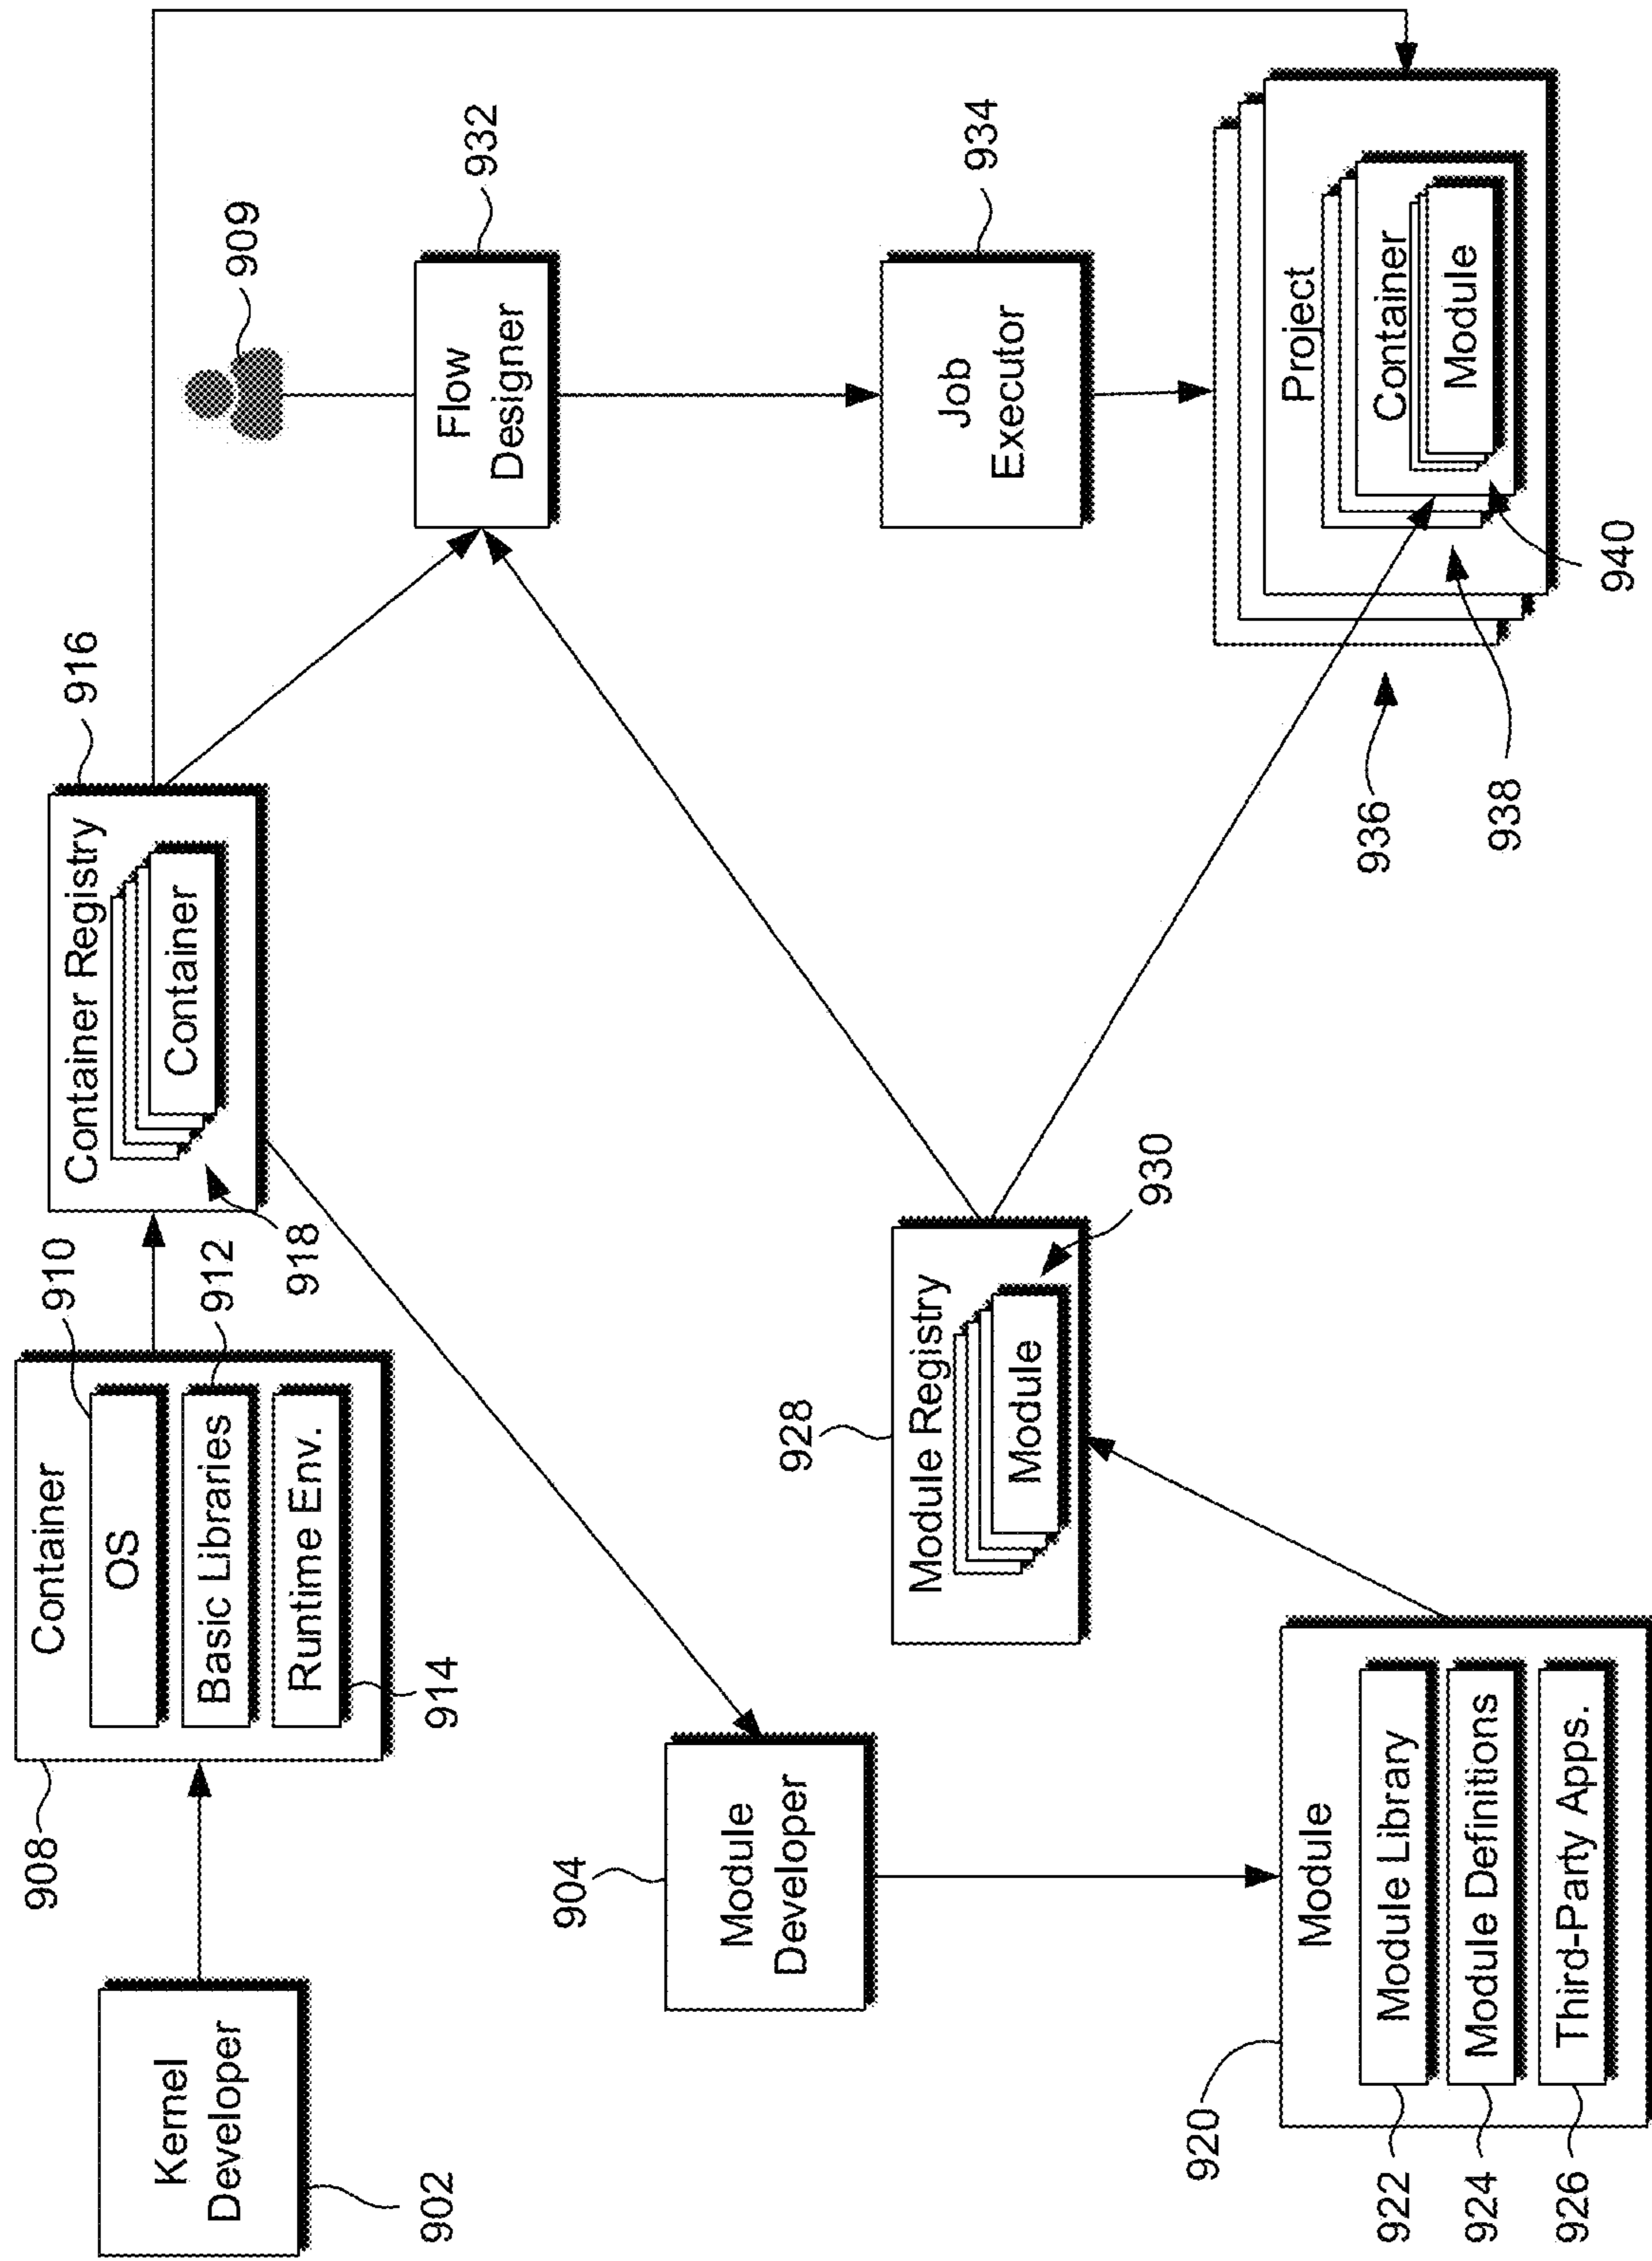 Kernel
Developer
902
908
Container
OS
Basic Libraries
Runtime Env.
910
912
914
Container Registry
Container
916
918
909
Flow
Designer
932
904
Module
Developer
928
Module Registry
Module
930
Job
Executor
934
920
Module
Module Library
Module Definitions
Third-Party Apps.
922
924
926
Project
Container
Module
936
938
940